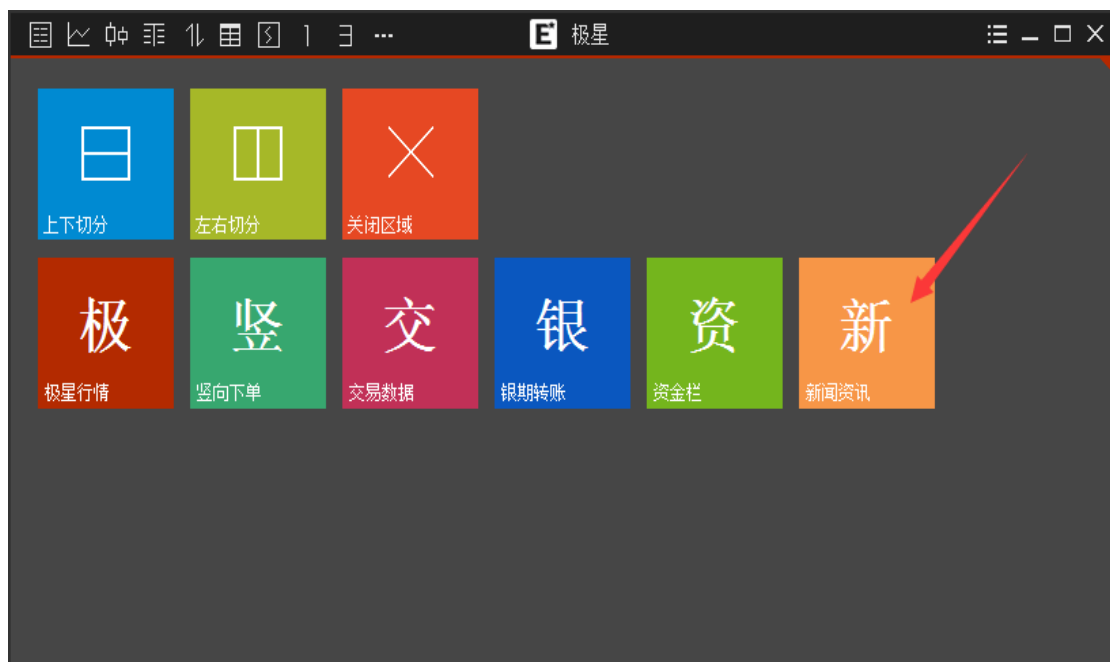 E 极星
上下切分
左右切分
关闭区域
极
极星行情
竖
竖向下单
交
交易数据
银
银期转账
资
资金栏
新
新闻资讯